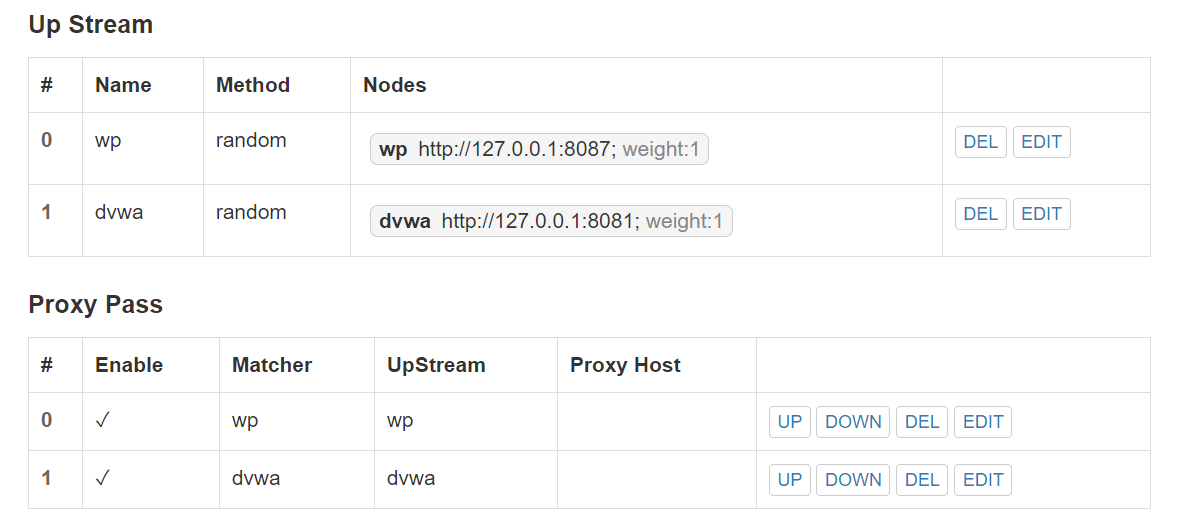 Up Stream
# Name Method Nodes
0 wp random wp http://127.0.0.1:8087; weight:1 DEL EDIT
1 dvwa random dvwa http://127.0.0.1:8081; weight:1 DEL EDIT
Proxy Pass
# Enable Matcher UpStream Proxy Host
0 ✓ wp wp UP DOWN DEL EDIT
1 ✓ dvwa dvwa UP DOWN DEL EDIT